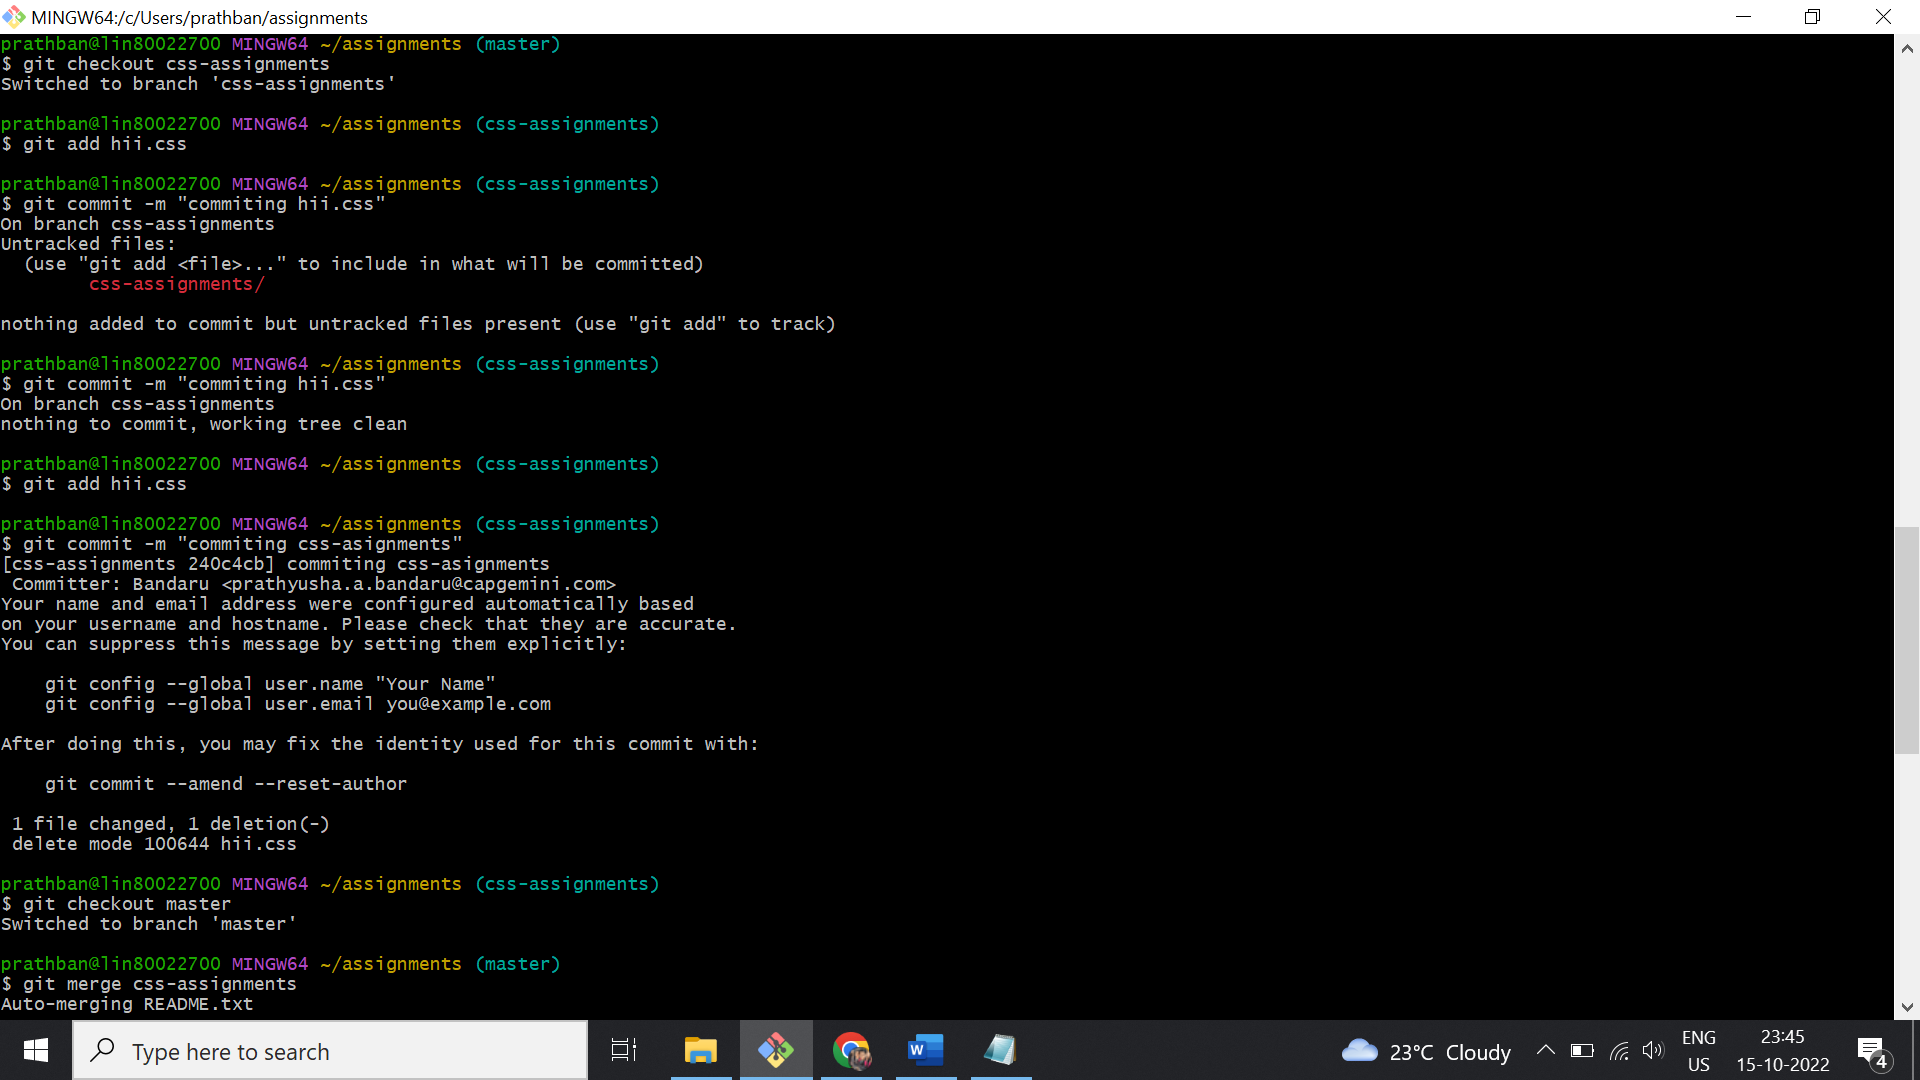 MINGW64:/c/Users/prathban/assignments
prathban@lin80022700 MINGW64 ~/assignments (master)
$ git checkout css-assignments
Switched to branch 'css-assignments'
prathban@lin80022700 MINGW64 ~/assignments (css-assignments)
$ git add hii.css
prathban@lin80022700 MINGW64 ~/assignments (css-assignments)
$ git commit -m "commiting hii.css"
On branch css-assignments
Untracked files:
  (use "git add <file>..." to include in what will be committed)
        css-assignments/
nothing added to commit but untracked files present (use "git add" to track)
prathban@lin80022700 MINGW64 ~/assignments (css-assignments)
$ git commit -m "commiting hii.css"
On branch css-assignments
nothing to commit, working tree clean
prathban@lin80022700 MINGW64 ~/assignments (css-assignments)
$ git add hii.css
prathban@lin80022700 MINGW64 ~/assignments (css-assignments)
$ git commit -m "commiting css-asignments"
[css-assignments 240c4cb] commiting css-asignments
 Committer: Bandaru <prathyusha.a.bandaru@capgemini.com>
Your name and email address were configured automatically based
on your username and hostname. Please check that they are accurate.
You can suppress this message by setting them explicitly:
    git config --global user.name "Your Name"
    git config --global user.email you@example.com
After doing this, you may fix the identity used for this commit with:
    git commit --amend --reset-author
 1 file changed, 1 deletion(-)
 delete mode 100644 hii.css
prathban@lin80022700 MINGW64 ~/assignments (css-assignments)
$ git checkout master
Switched to branch 'master'
prathban@lin80022700 MINGW64 ~/assignments (master)
$ git merge css-assignments
Auto-merging README.txt
Type here to search
W
23°C Cloudy
ENG
US
23:45
15-10-2022
4